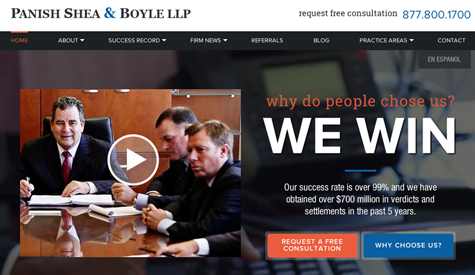 PANISH SHEA & BOYLE LLP
request free consultation 877.800.1700
HOME ABOUT SUCCESS RECORD FIRM NEWS REFERRALS BLOG PRACTICE AREAS CONTACT
EN ESPANOL
why do people chose us?
WE WIN
Our success rate is over 99% and we have
obtained over $700 million in verdicts and
settlements in the past 5 years.
REQUEST A FREE
CONSULTATION
WHY CHOOSE US?